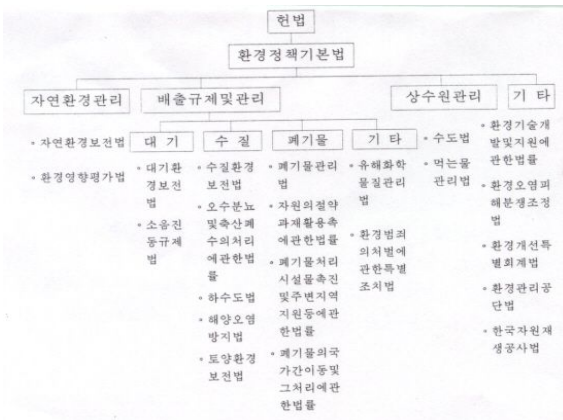 헌법
환경정책기본법
자연환경관리
배출규제및관리
상수원관리
기 타
∘ 자연환경보전법
∘ 환경영향평가법
대 기
∘ 대기환
경보전
법
∘ 소음진
동규제
법
수 질
∘ 수질환경
보전법
∘ 오수분뇨
및축산폐
수의처리
에관한법
률
∘ 하수도법
∘ 해양오염
방지법
∘ 토양환경
보전법
폐기물
∘ 폐기물관리
법
∘ 자원의절약
과재활용촉
에관한법률
∘ 폐기물처리
시설물촉진
및주변지역
지원등에관
한법률
∘ 폐기물의국
가간이동및
그처리에관
한법률
기 타
∘ 유해화학
물질관리
법
∘ 환경범죄
의처벌에
관한특별
조치법
∘ 수도법
∘ 먹는물
관리법
∘ 환경기술개
발및지원에
관한법률
∘ 환경오염피
해분쟁조정
법
∘ 환경개선특
별회계법
∘ 환경관리공
단법
∘ 한국자원재
생공사법